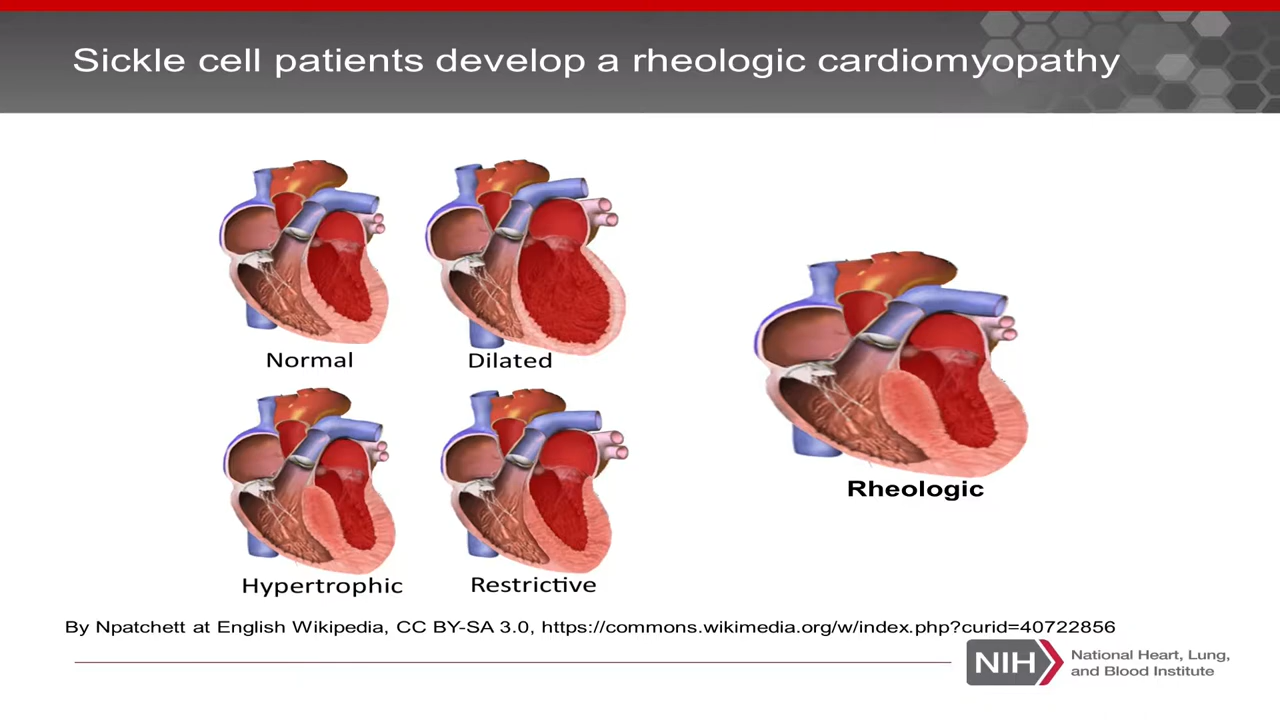 Sickle cell patients develop a rheologic cardiomyopathy
Normal
Dilated
Hypertrophic
Restrictive
Rheologic
By Npatchett at English Wikipedia, CC BY-SA 3.0, https://commons.wikimedia.org/w/index.php?curid=40722856
NIH
National Heart, Lung,
and Blood Institute